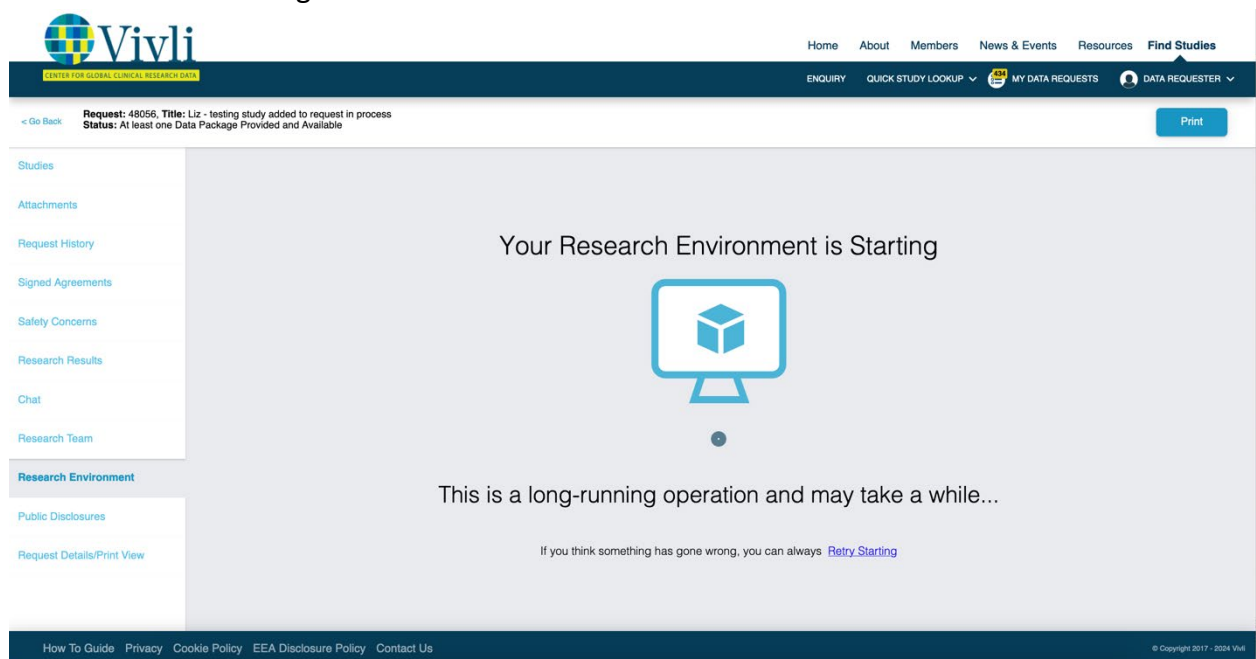 Vivli
CENTER FOR GLOBAL CLINICAL RESEARCH DATA
Home About Members News & Events Resources Find Studies
ENQUIRY QUICK STUDY LOOKUP 434 MY DATA REQUESTS DATA REQUESTER
< Go Back
Request: 48056, Title: Liz - testing study added to request in process
Status: At least one Data Package Provided and Available
Print
Studies
Attachments
Request History
Signed Agreements
Safety Concerns
Research Results
Chat
Research Team
Research Environment
Public Disclosures
Request Details/Print View
Your Research Environment is Starting
This is a long-running operation and may take a while...
If you think something has gone wrong, you can always Retry Starting
How To Guide Privacy Cookie Policy EEA Disclosure Policy Contact Us
© Copyright 2017 - 2024 Vivli